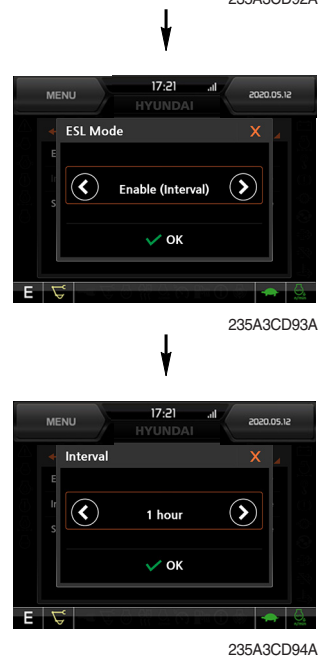 235A3CD92A
17:21
MENU
2020.05.12
HYUNDAI
ESL Mode X
E
S
Enable (Interval)
OK
E
235A3CD93A
17:21
MENU
2020.05.12
HYUNDAI
Interval X
E
S
1 hour
OK
E
235A3CD94A